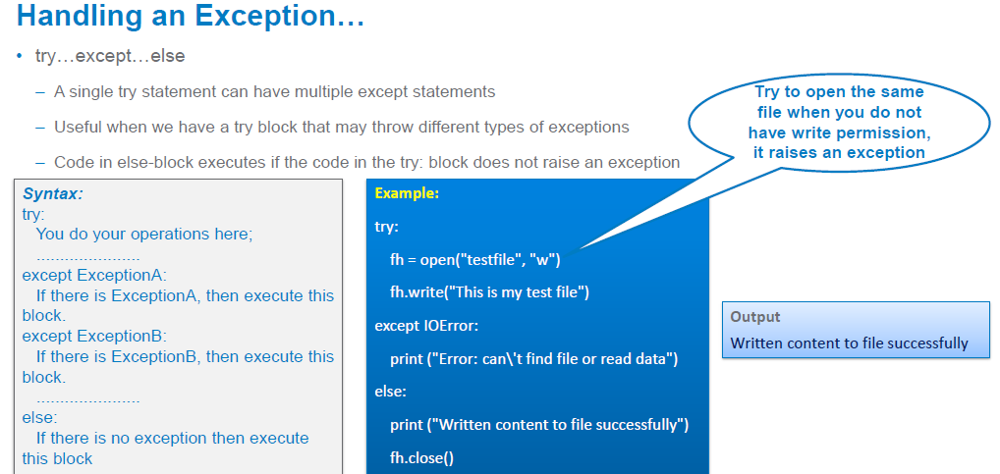 Handling an Exception…
• try…except…else
– A single try statement can have multiple except statements
– Useful when we have a try block that may throw different types of exceptions
– Code in else-block executes if the code in the try: block does not raise an exception
Try to open the same
file when you do not
have write permission,
it raises an exception
Syntax:
try:
You do your operations here;
......................
except ExceptionA:
If there is ExceptionA, then execute this
block.
except ExceptionB:
If there is ExceptionB, then execute this
block.
......................
else:
If there is no exception then execute
this block
Example:
try:
fh = open("testfile", "w")
fh.write("This is my test file")
except IOError:
print ("Error: can\'t find file or read data")
else:
print ("Written content to file successfully")
fh.close()
Output
Written content to file successfully